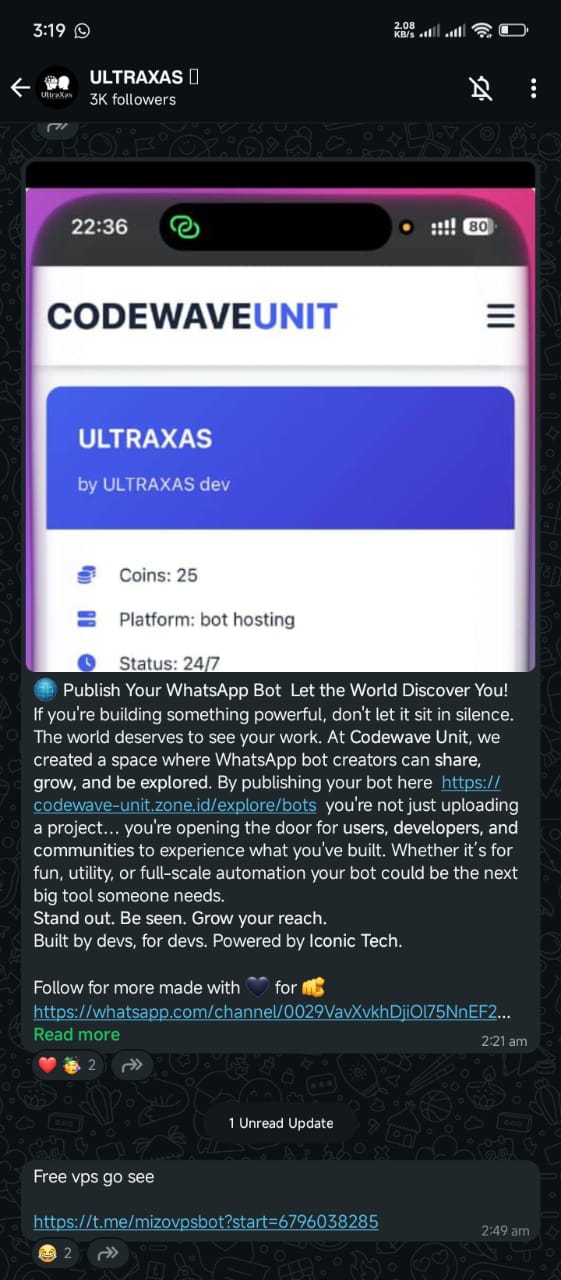 3:19
2.08
KB/s
ULTRAXAS
3K followers
UltraXas
22:36
80
CODEWAVEUNIT
ULTRAXAS
by ULTRAXAS dev
Coins: 25
Platform: bot hosting
Status: 24/7
🌐 Publish Your WhatsApp Bot  Let the World Discover You!
If you're building something powerful, don't let it sit in silence.
The world deserves to see your work. At Codewave Unit, we
created a space where WhatsApp bot creators can share,
grow, and be explored. By publishing your bot here  https://
codewave-unit.zone.id/explore/bots  you're not just uploading
a project... you're opening the door for users, developers, and
communities to experience what you've built. Whether it's for
fun, utility, or full-scale automation your bot could be the next
big tool someone needs.
Stand out. Be seen. Grow your reach.
Built by devs, for devs. Powered by Iconic Tech.
Follow for more made with 🖤 for 🫵
https://whatsapp.com/channel/0029VavXvkhDjiOl75NnEF2...
Read more
2:21 am
❤️ 🥳 2
1 Unread Update
Free vps go see
https://t.me/mizovpsbot?start=6796038285
2:49 am
😂 2